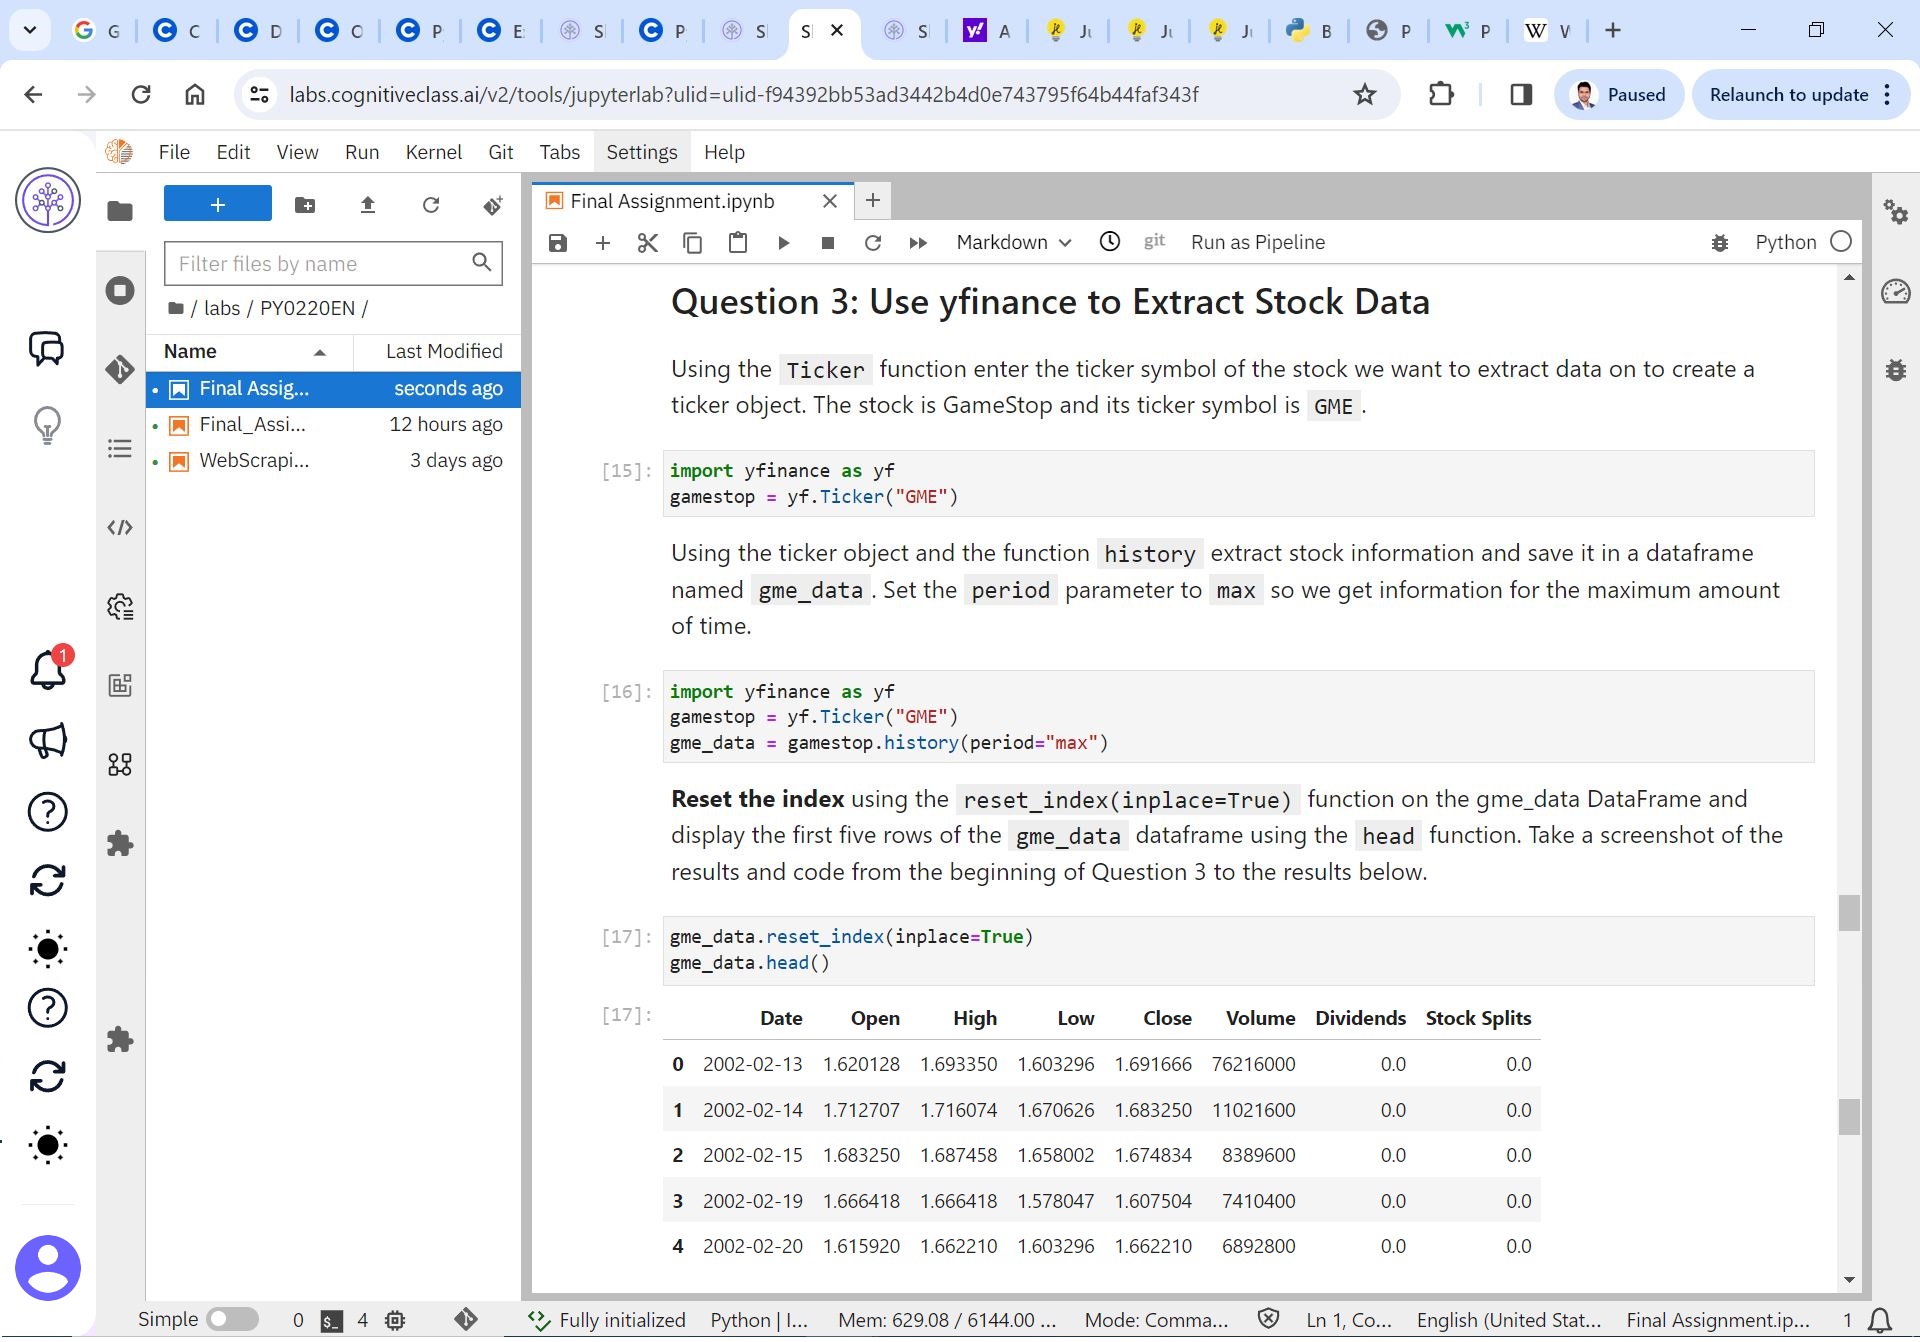 G
C
D
O
P
E
S
P
S
S
S
A
Ju
Ju
Ju
B
P
P
W
labs.cognitiveclass.ai/v2/tools/jupyterlab?ulid=ulid-f94392bb53ad3442b4d0e743795f64b44faf343f
Paused
Relaunch to update
File Edit View Run Kernel Git Tabs Settings Help
Final Assignment.ipynb
Markdown
git
Run as Pipeline
Python
Filter files by name
/ labs / PY0220EN /
Name Last Modified
Final Assig... seconds ago
Final_Assi... 12 hours ago
WebScrapi... 3 days ago
1
Question 3: Use yfinance to Extract Stock Data
Using the Ticker function enter the ticker symbol of the stock we want to extract data on to create a
ticker object. The stock is GameStop and its ticker symbol is GME .
[15]: import yfinance as yf
gamestop = yf.Ticker("GME")
Using the ticker object and the function history extract stock information and save it in a dataframe
named gme_data . Set the period parameter to max so we get information for the maximum amount
of time.
[16]: import yfinance as yf
gamestop = yf.Ticker("GME")
gme_data = gamestop.history(period="max")
Reset the index using the reset_index(inplace=True) function on the gme_data DataFrame and
display the first five rows of the gme_data dataframe using the head function. Take a screenshot of the
results and code from the beginning of Question 3 to the results below.
[17]: gme_data.reset_index(inplace=True)
gme_data.head()
[17]: Date Open High Low Close Volume Dividends Stock Splits
0 2002-02-13 1.620128 1.693350 1.603296 1.691666 76216000 0.0 0.0
1 2002-02-14 1.712707 1.716074 1.670626 1.683250 11021600 0.0 0.0
2 2002-02-15 1.683250 1.687458 1.658002 1.674834 8389600 0.0 0.0
3 2002-02-19 1.666418 1.666418 1.578047 1.607504 7410400 0.0 0.0
4 2002-02-20 1.615920 1.662210 1.603296 1.662210 6892800 0.0 0.0
Simple 0 $_ 4 Fully initialized Python | I... Mem: 629.08 / 6144.00 ... Mode: Comma... Ln 1, Co... English (United Stat... Final Assignment.ip... 1